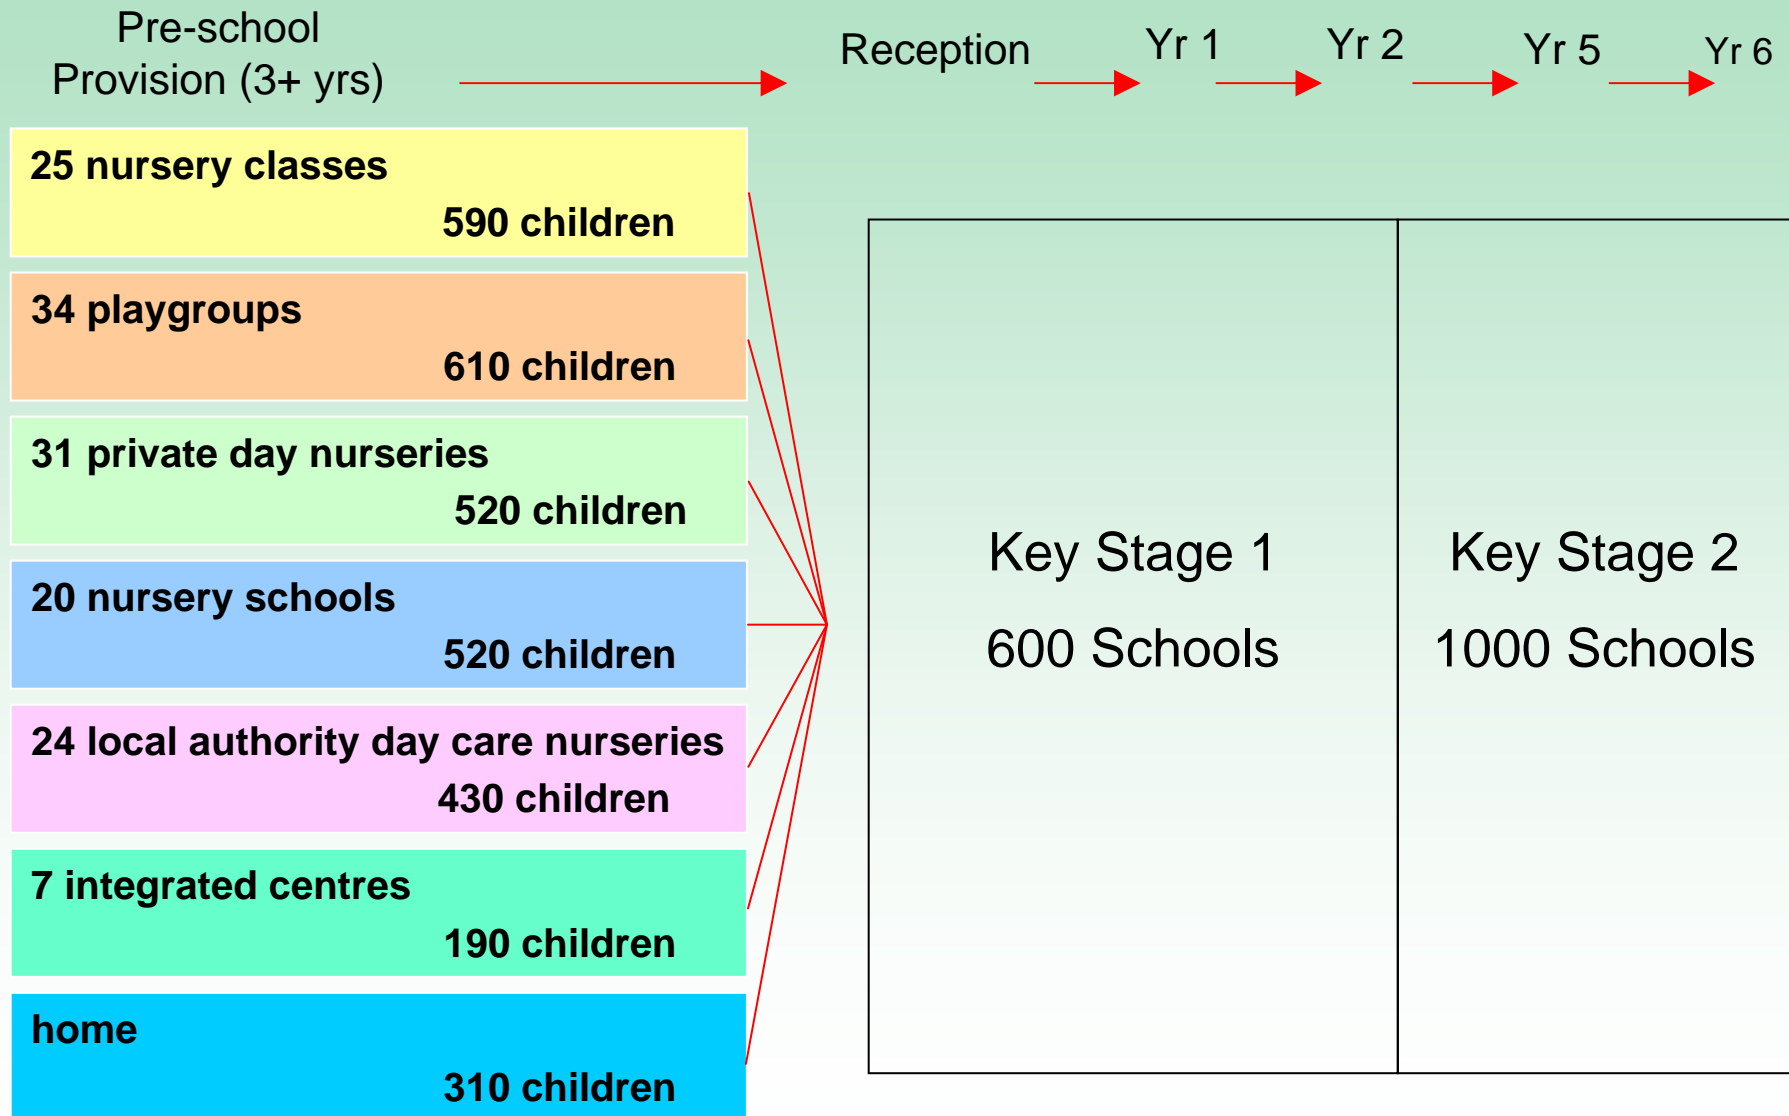 Pre-school
Provision (3+ yrs)
Reception
Yr 1
Yr 2
Yr 5
Yr 6
25 nursery classes
590 children
34 playgroups
610 children
31 private day nurseries
520 children
20 nursery schools
520 children
24 local authority day care nurseries
430 children
7 integrated centres
190 children
home
310 children
Key Stage 1
600 Schools
Key Stage 2
1000 Schools